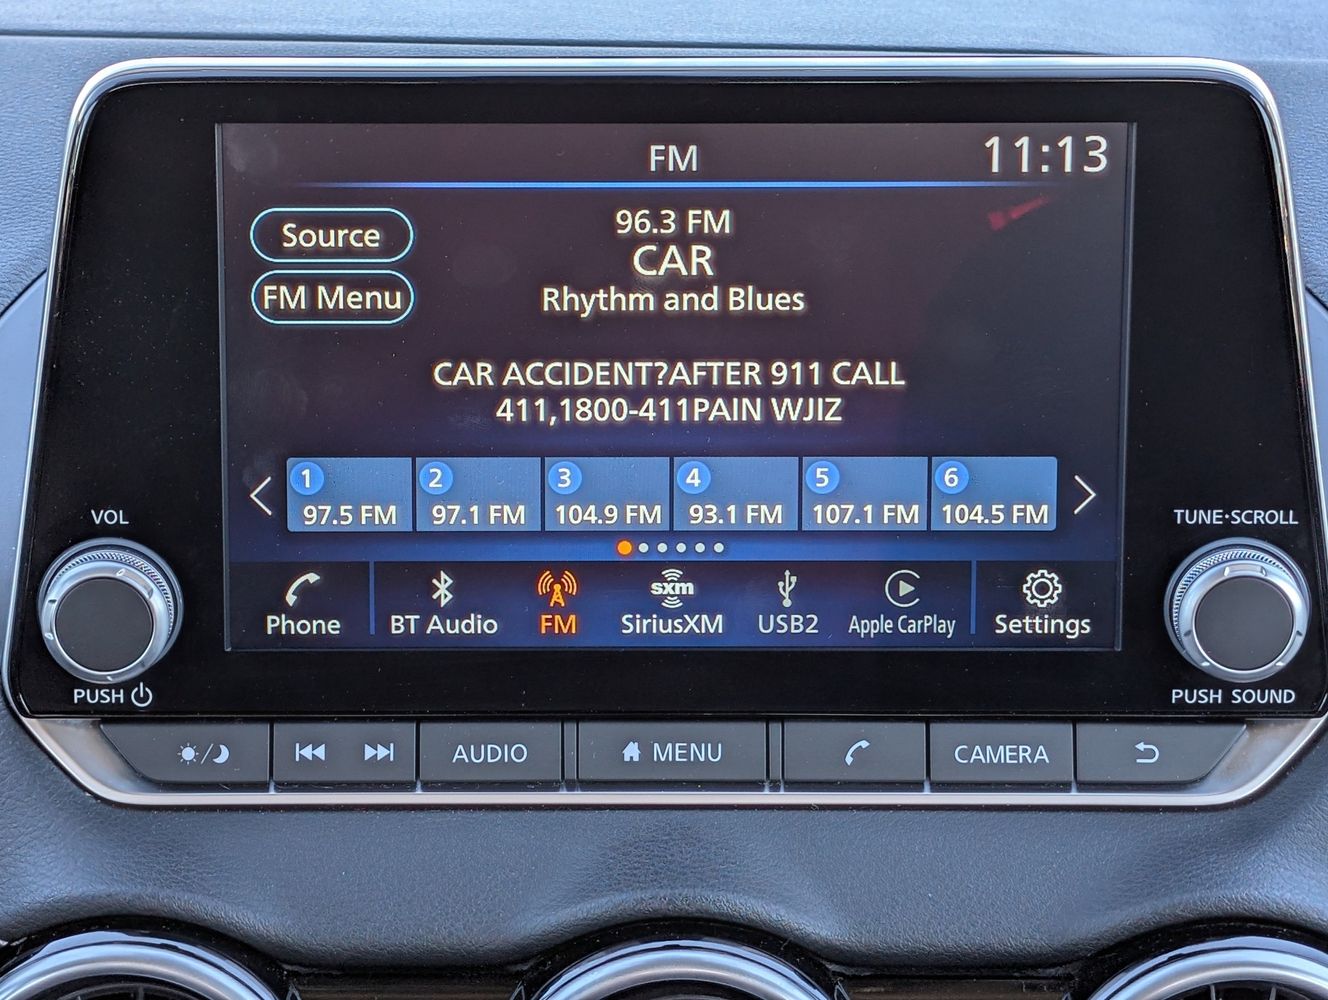 FM
11:13
Source
96.3 FM
CAR
FM Menu
Rhythm and Blues
CAR ACCIDENT?AFTER 911 CALL
411,1800-411PAIN WJIZ
1 2 3 4 5 6
97.5 FM 97.1 FM 104.9 FM 93.1 FM 107.1 FM 104.5 FM
VOL
TUNE·SCROLL
sxm
Phone BT Audio FM SiriusXM USB2 Apple CarPlay Settings
PUSH
PUSH SOUND
AUDIO MENU CAMERA